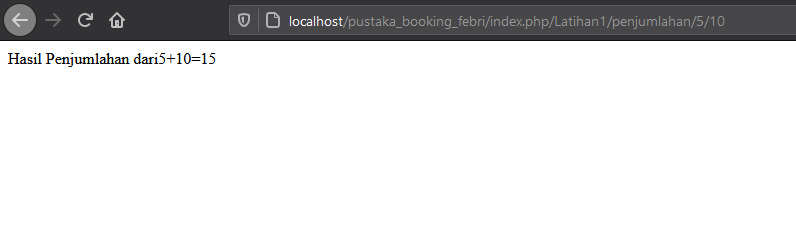 localhost/pustaka_booking_febri/index.php/Latihan1/penjumlahan/5/10
Hasil Penjumlahan dari5+10=15